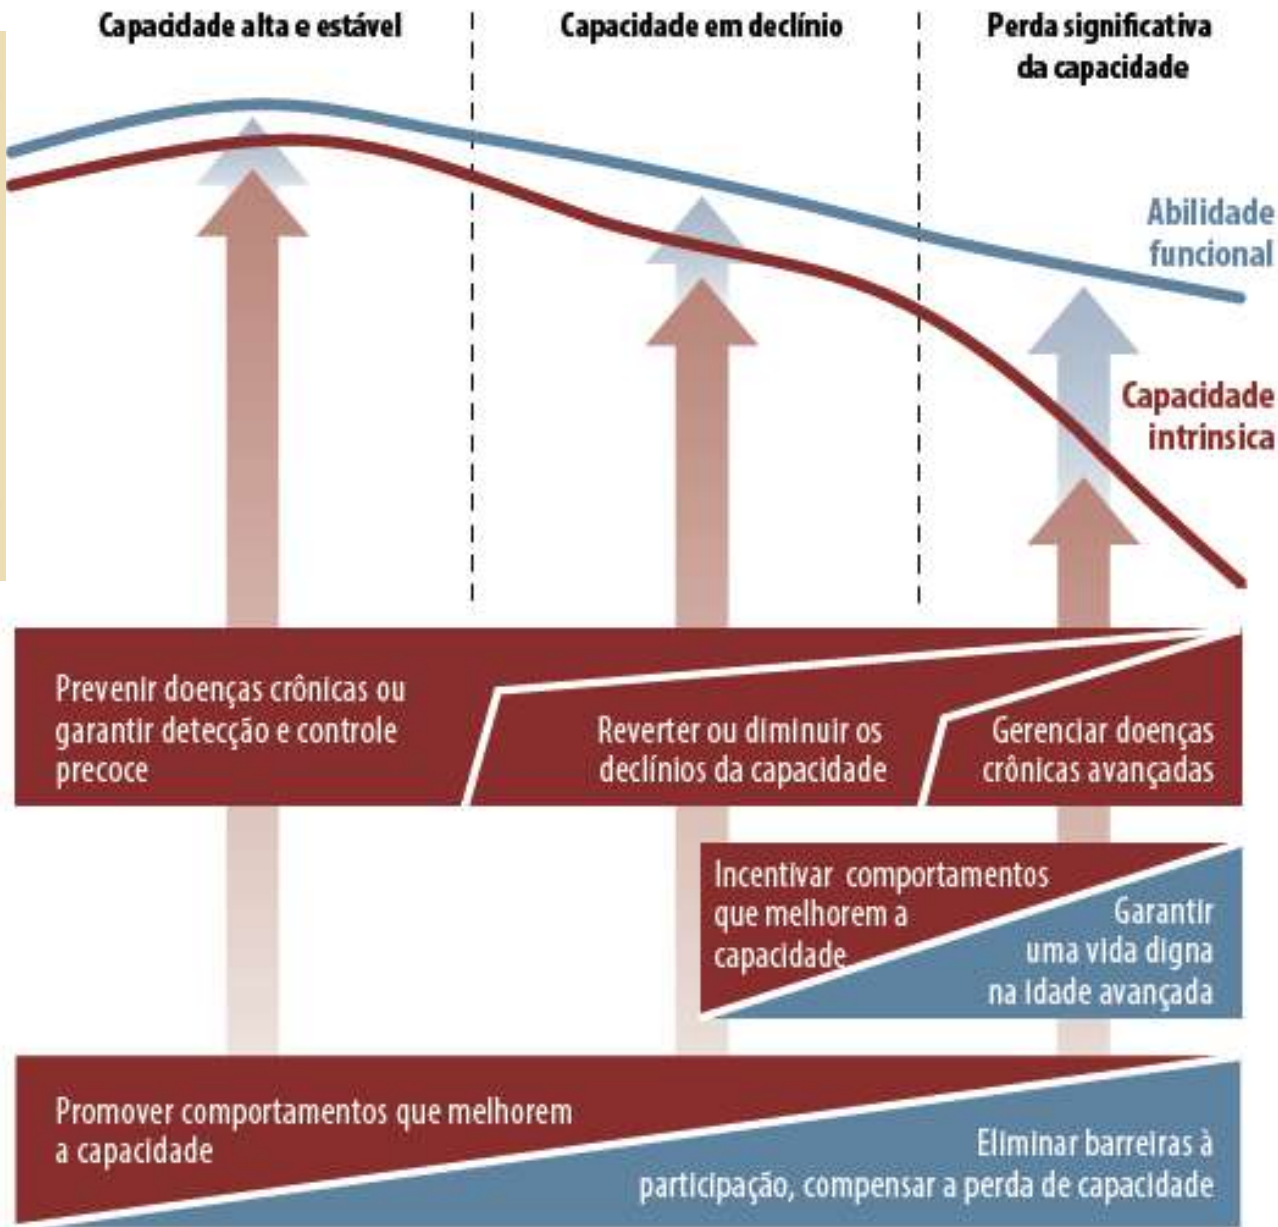 Capacidade alta e estável
Capacidade em declínio
Perda significativa
da capacidade
Abilidade
funcional
Capacidade
intrinsica
Prevenir doenças crônicas ou
garantir detecção e controle
precoce
Reverter ou diminuir os
declínios da capacidade
Gerenciar doenças
crônicas avançadas
Incentivar comportamentos
que melhorem a
capacidade
Garantir
uma vida digna
na idade avançada
Promover comportamentos que melhorem
a capacidade
Eliminar barreiras à
participação, compensar a perda de capacidade